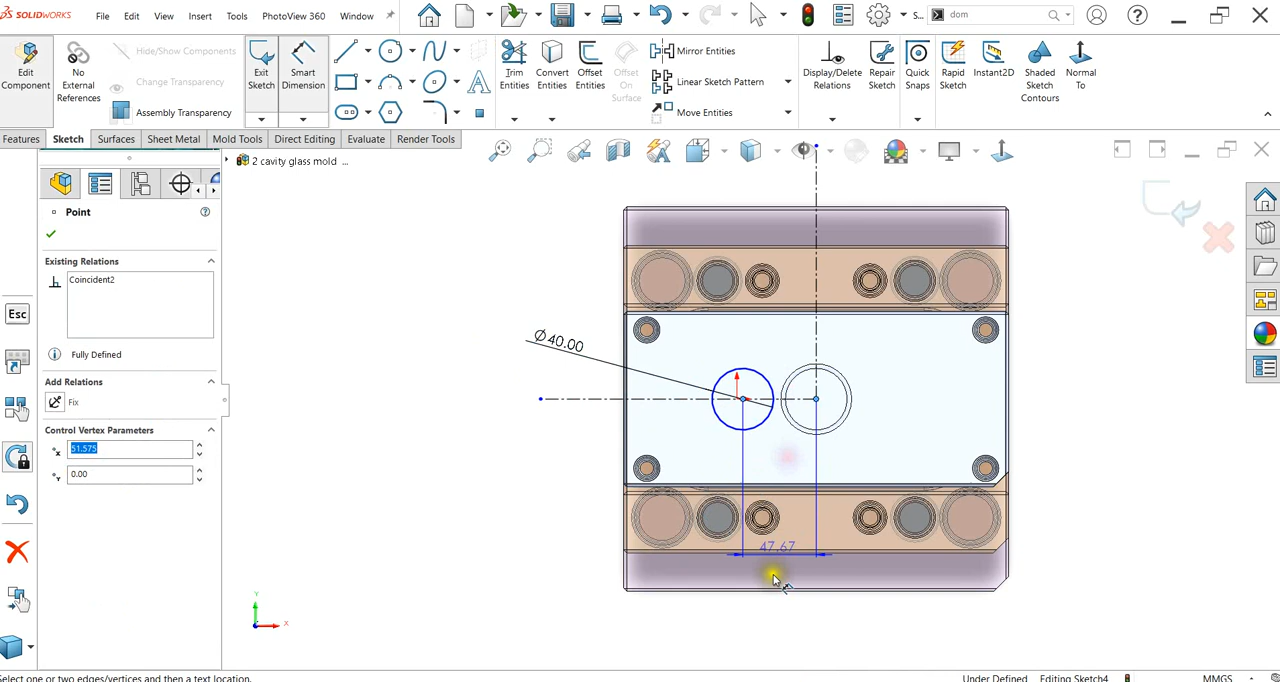 SOLIDWORKS File Edit View Insert Tools PhotoView 360 Window S... dom
Edit Component
No External References
Hide/Show Components
Change Transparency
Assembly Transparency
Exit Sketch
Smart Dimension
Trim Entities
Convert Entities
Offset Entities
Offset On Surface
Mirror Entities
Linear Sketch Pattern
Move Entities
Display/Delete Relations
Repair Sketch
Quick Snaps
Rapid Sketch
Instant2D
Shaded Sketch Contours
Normal To
Features Sketch Surfaces Sheet Metal Mold Tools Direct Editing Evaluate Render Tools
2 cavity glass mold ...
Point
Existing Relations
Coincident2
Esc
Fully Defined
Add Relations
Fix
Control Vertex Parameters
x 51.575
y 0.00
Ø40.00
47.67
Y
X
Select one or two edges/vertices and then a text location. Under Defined Editing Sketch4 MMGS